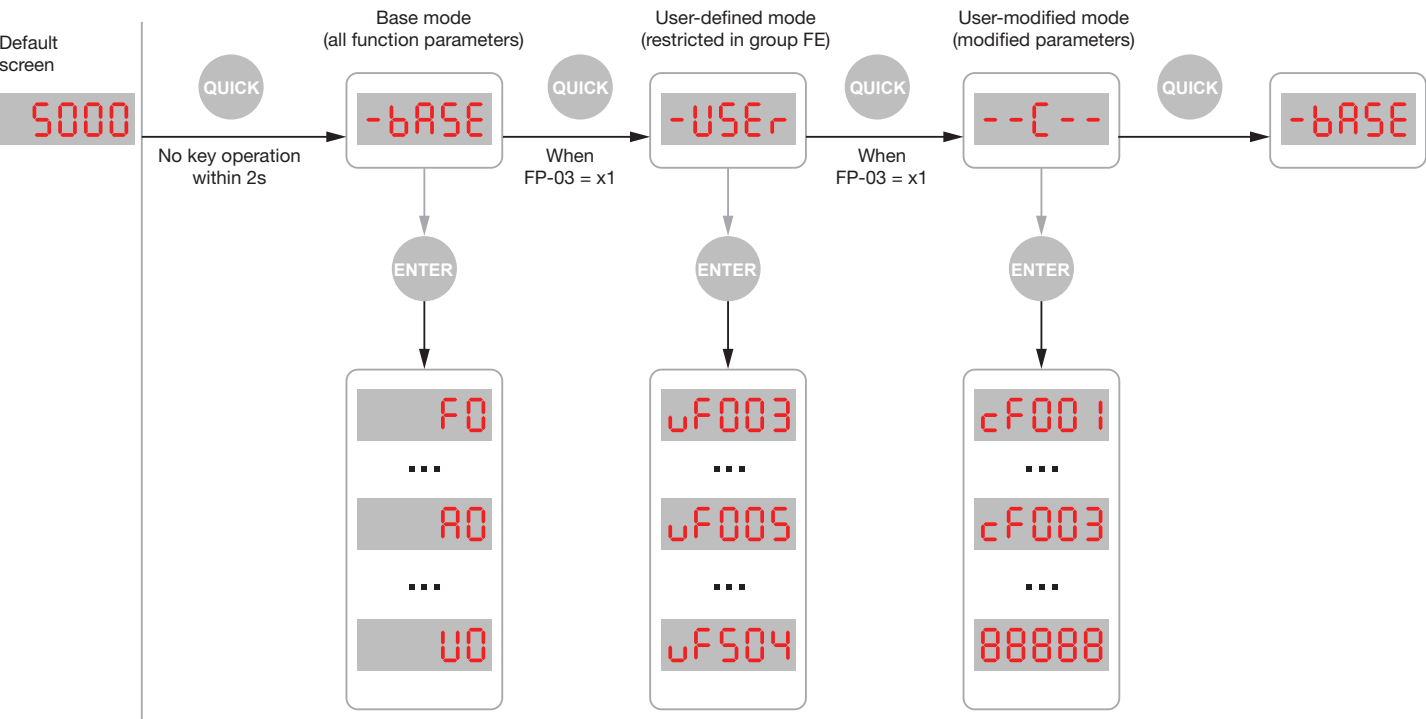 Base mode
(all function parameters)
User-defined mode
(restricted in group FE)
User-modified mode
(modified parameters)
Default
screen
QUICK
QUICK
QUICK
QUICK
5000
-bASE
-USEr
--C--
-bASE
No key operation
within 2s
When
FP-03 = x1
When
FP-03 = x1
ENTER
ENTER
ENTER
F0
uF003
cF001
...
...
...
A0
uF005
cF003
...
...
...
U0
uF504
88888